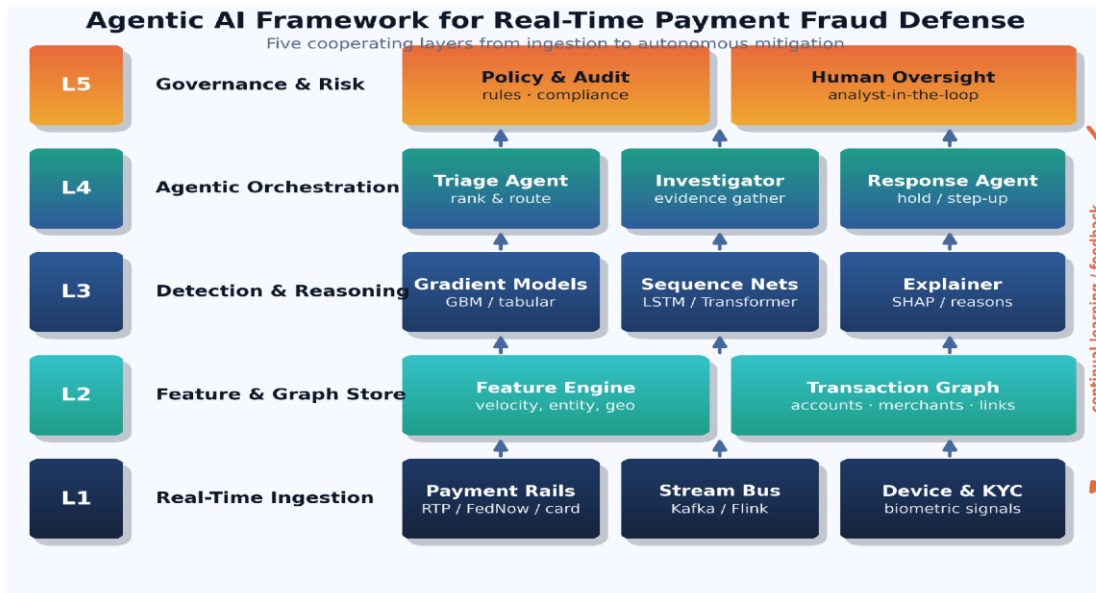 Agentic AI Framework for Real-Time Payment Fraud Defense
Five cooperating layers from ingestion to autonomous mitigation
L5
Governance & Risk
Policy & Audit
rules · compliance
Human Oversight
analyst-in-the-loop
L4
Agentic Orchestration
Triage Agent
rank & route
Investigator
evidence gather
Response Agent
hold / step-up
L3
Detection & Reasoning
Gradient Models
GBM / tabular
Sequence Nets
LSTM / Transformer
Explainer
SHAP / reasons
L2
Feature & Graph Store
Feature Engine
velocity, entity, geo
Transaction Graph
accounts · merchants · links
L1
Real-Time Ingestion
Payment Rails
RTP / FedNow / card
Stream Bus
Kafka / Flink
Device & KYC
biometric signals
continual learning / feedback